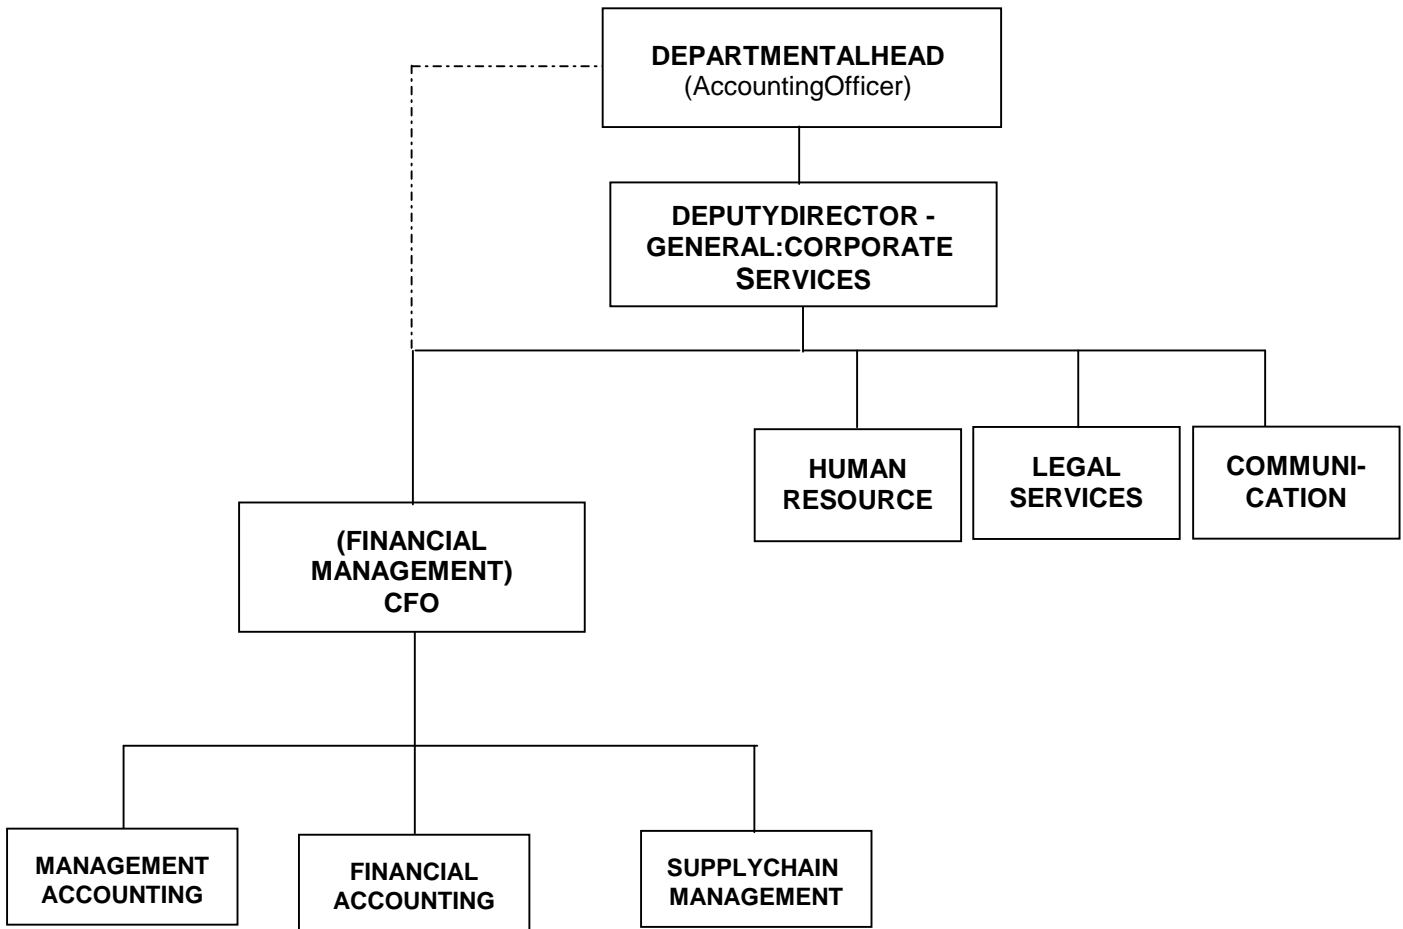 DEPARTMENTALHEAD
(AccountingOfficer)
DEPUTYDIRECTOR -
GENERAL:CORPORATE
SERVICES
HUMAN
RESOURCE
LEGAL
SERVICES
COMMUNI-
CATION
(FINANCIAL
MANAGEMENT)
CFO
MANAGEMENT
ACCOUNTING
FINANCIAL
ACCOUNTING
SUPPLYCHAIN
MANAGEMENT